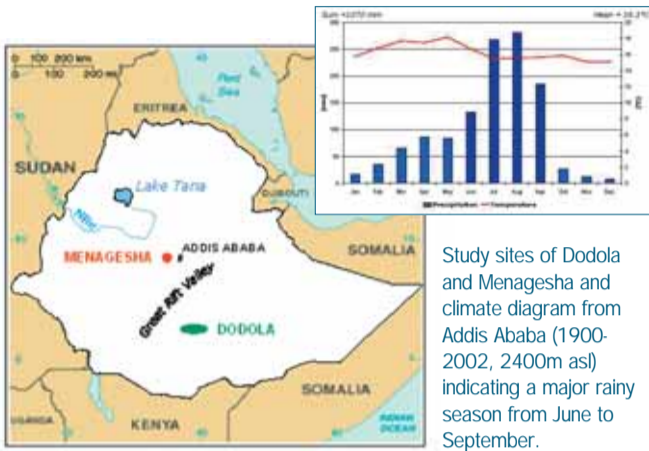 0 100 200 km
0 100 200 mi
Red Sea
ERITREA
SUDAN
Lake Tana
DJIBOUTI
Nile
ADDIS ABABA
MENAGESHA
SOMALIA
Great Rift Valley
DODOLA
SOMALIA
UGANDA
KENYA
INDIAN
OCEAN
Mean = 16.2°C
Jan Feb Mar Apr May Jun Jul Aug Sep Oct Nov Dec
Precipitation Temperature
Study sites of Dodola
and Menagesha and
climate diagram from
Addis Ababa (1900-
2002, 2400m asl)
indicating a major rainy
season from June to
September.